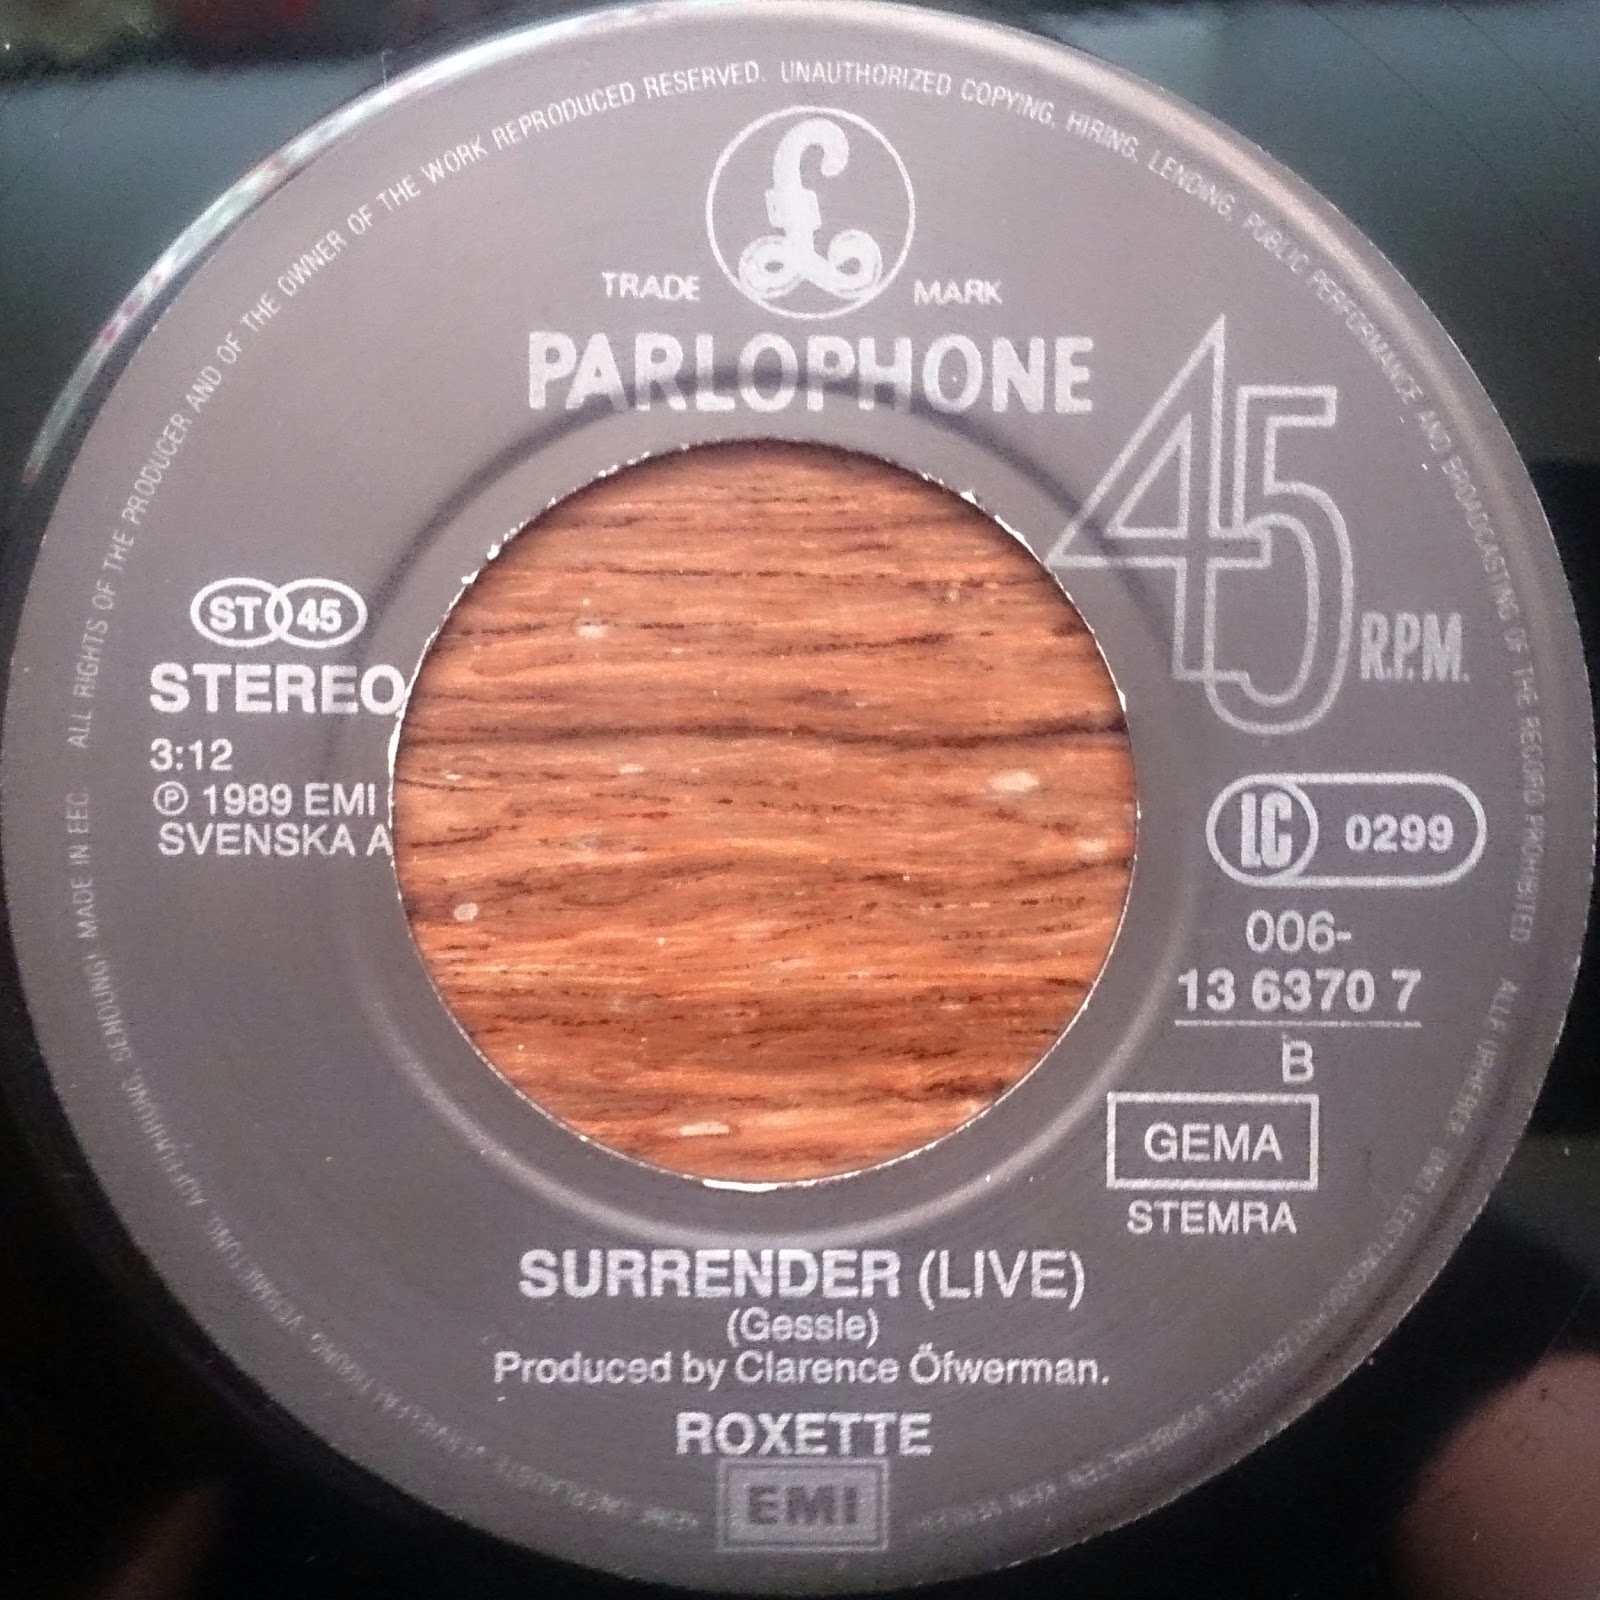 ALL RIGHTS OF THE PRODUCER AND OF THE OWNER OF THE WORK REPRODUCED RESERVED. UNAUTHORIZED COPYING, HIRING, LENDING, PUBLIC PERFORMANCE AND BROADCASTING OF THE RECORD PROHIBITED
TRADE MARK
PARLOPHONE
45 R.P.M.
ST 45
STEREO
3:12
℗ 1989 EMI
SVENSKA A
LC 0299
006-
13 6370 7
B
GEMA
STEMRA
SURRENDER (LIVE)
(Gessle)
Produced by Clarence Öfwerman.
ROXETTE
EMI
ALLE
AUFFÜHRUNG, SENDUNG! MADE IN EEC